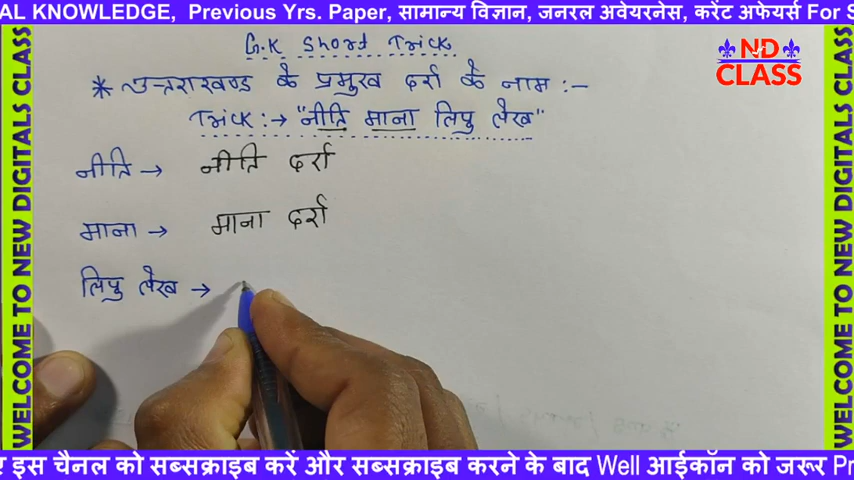 AL KNOWLEDGE, Previous Yrs. Paper, सामान्य विज्ञान, जनरल अवेयरनेस, करेंट अफेयर्स For S
ND
CLASS
G.K Short Trick
* उत्तराखण्ड के प्रमुख दर्रा के नाम :-
Trick :→ "नीति माना लिपु लेख"
नीति → नीति दर्रा
माना → माना दर्रा
लिपु लेख →
WELCOME TO NEW DIGITALS CLASS
WELCOME TO NEW DIGITALS CLASS
इस चैनल को सब्सक्राइब करें और सब्सक्राइब करने के बाद Well आईकॉन को जरूर Pr